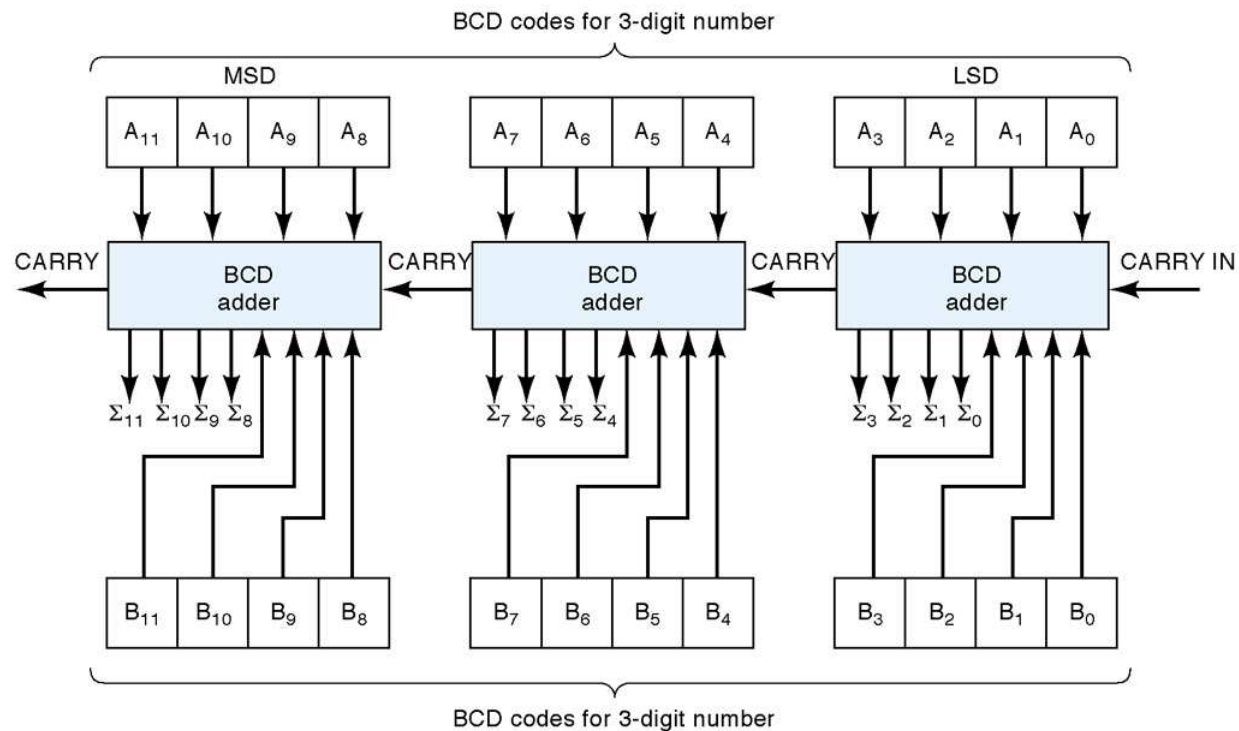 BCD codes for 3-digit number
MSD LSD
A₁₁ A₁₀ A₉ A₈ A₇ A₆ A₅ A₄ A₃ A₂ A₁ A₀
CARRY BCD adder CARRY BCD adder CARRY BCD adder CARRY IN
Σ₁₁ Σ₁₀ Σ₉ Σ₈ Σ₇ Σ₆ Σ₅ Σ₄ Σ₃ Σ₂ Σ₁ Σ₀
B₁₁ B₁₀ B₉ B₈ B₇ B₆ B₅ B₄ B₃ B₂ B₁ B₀
BCD codes for 3-digit number